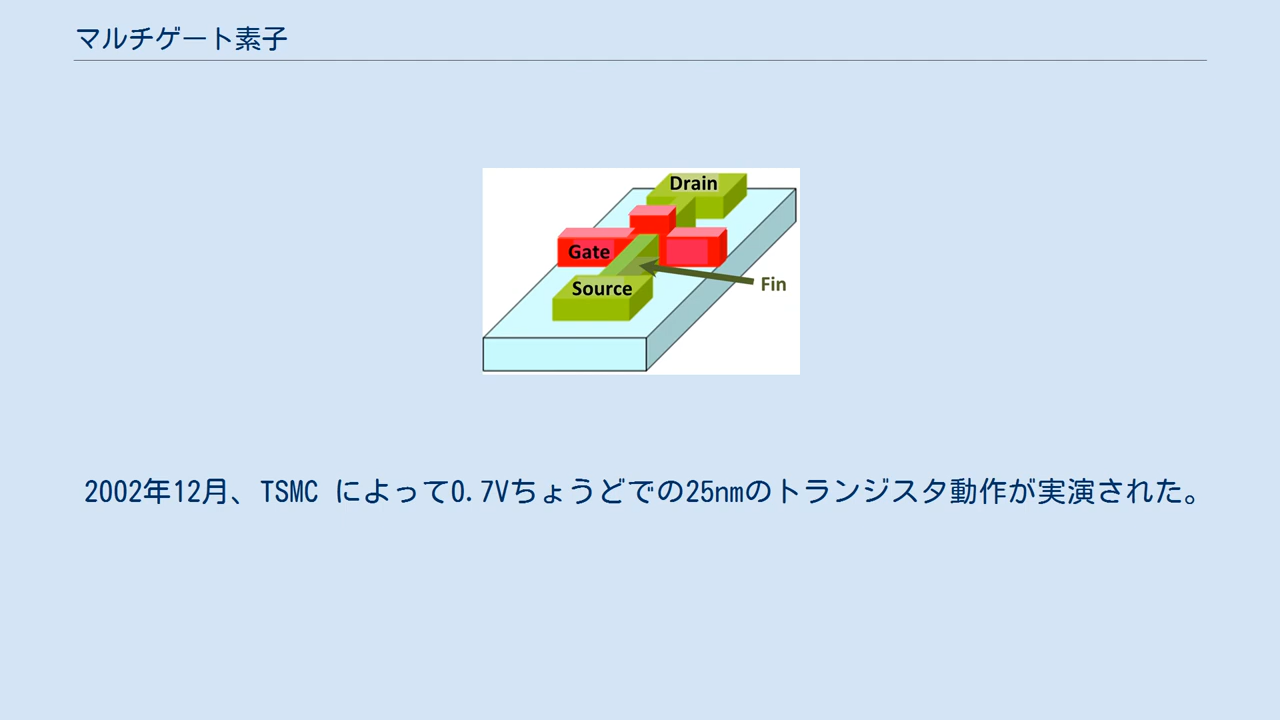 マルチゲート素子
Drain
Gate
Source
Fin
2002年12月、TSMC によって0.7Vちょうどでの25nmのトランジスタ動作が実演された。